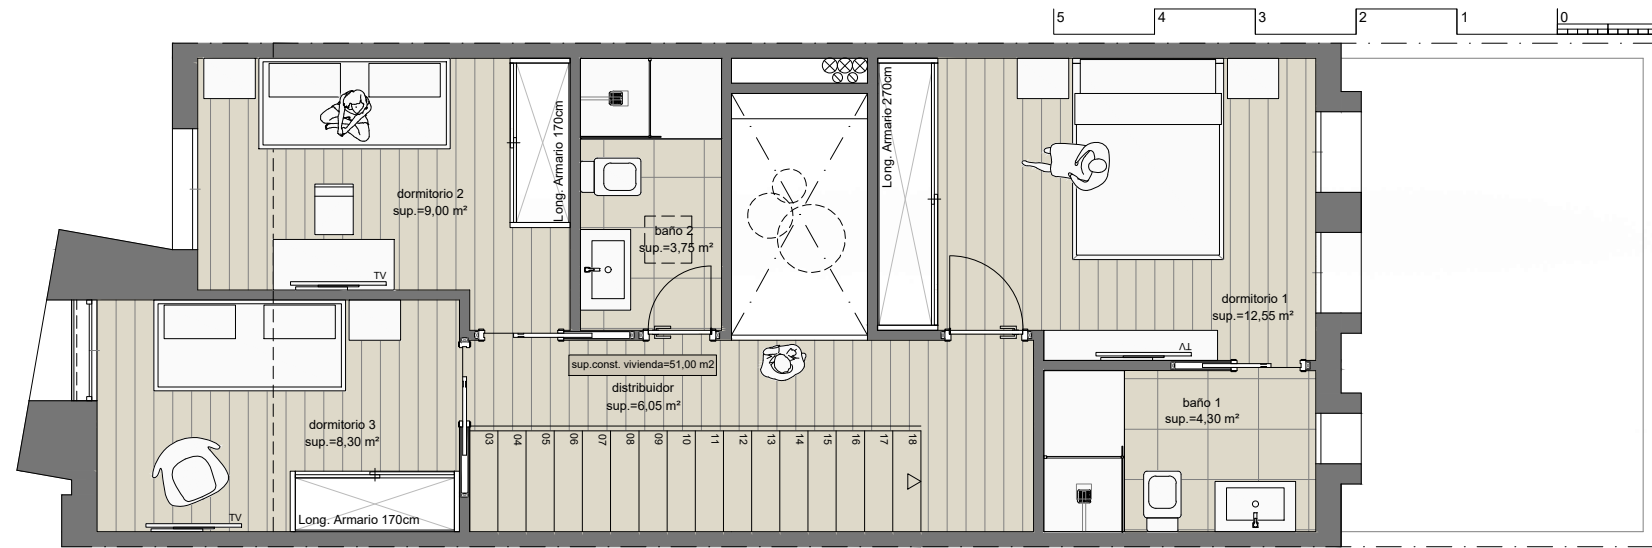 5 4 3 2 1 0
Long. Armario 170cm
Long. Armario 270cm
dormitorio 2
sup.=9,00 m²
baño 2
sup.=3,75 m²
TV
dormitorio 1
sup.=12,55 m²
TV
sup.const. vivienda=51,00 m2
distribuidor
sup.=6,05 m²
baño 1
sup.=4,30 m²
dormitorio 3
sup.=8,30 m²
03 04 05 06 07 08 09 10 11 12 13 14 15 16 17 18
TV
Long. Armario 170cm